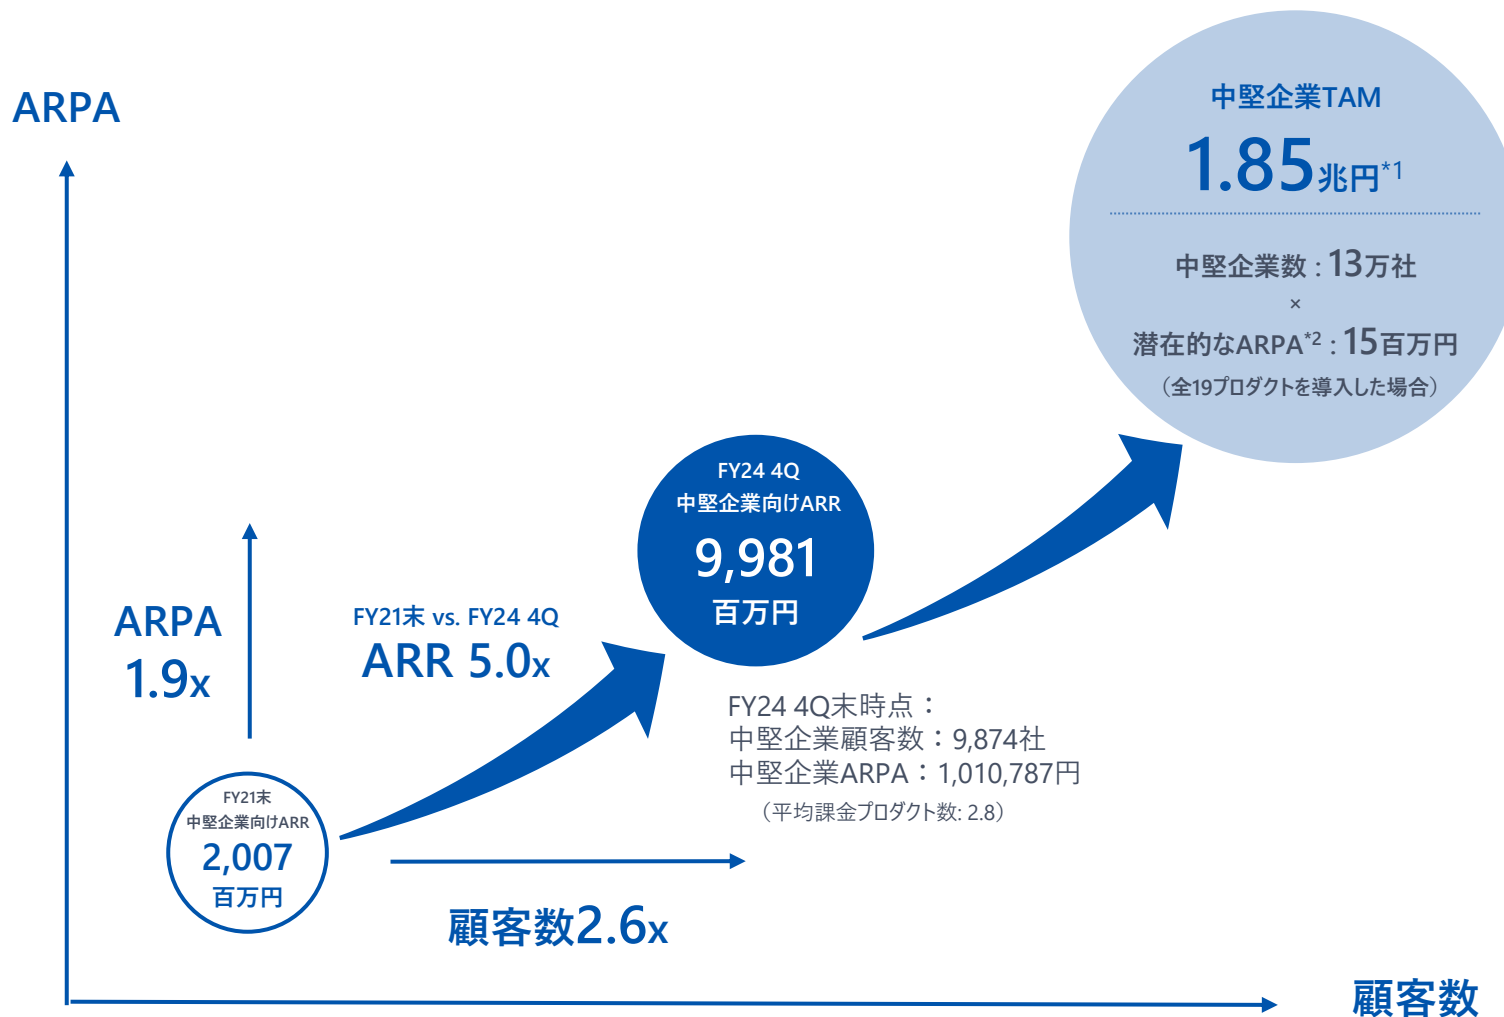 ARPA
中堅企業TAM
1.85兆円*1
中堅企業数 : 13万社
×
潜在的なARPA*2 : 15百万円
（全19プロダクトを導入した場合）
FY24 4Q
中堅企業向けARR
9,981
百万円
ARPA
1.9x
FY21末 vs. FY24 4Q
ARR 5.0x
FY24 4Q末時点：
中堅企業顧客数：9,874社
中堅企業ARPA：1,010,787円
（平均課金プロダクト数: 2.8）
FY21末
中堅企業向けARR
2,007
百万円
顧客数2.6x
顧客数